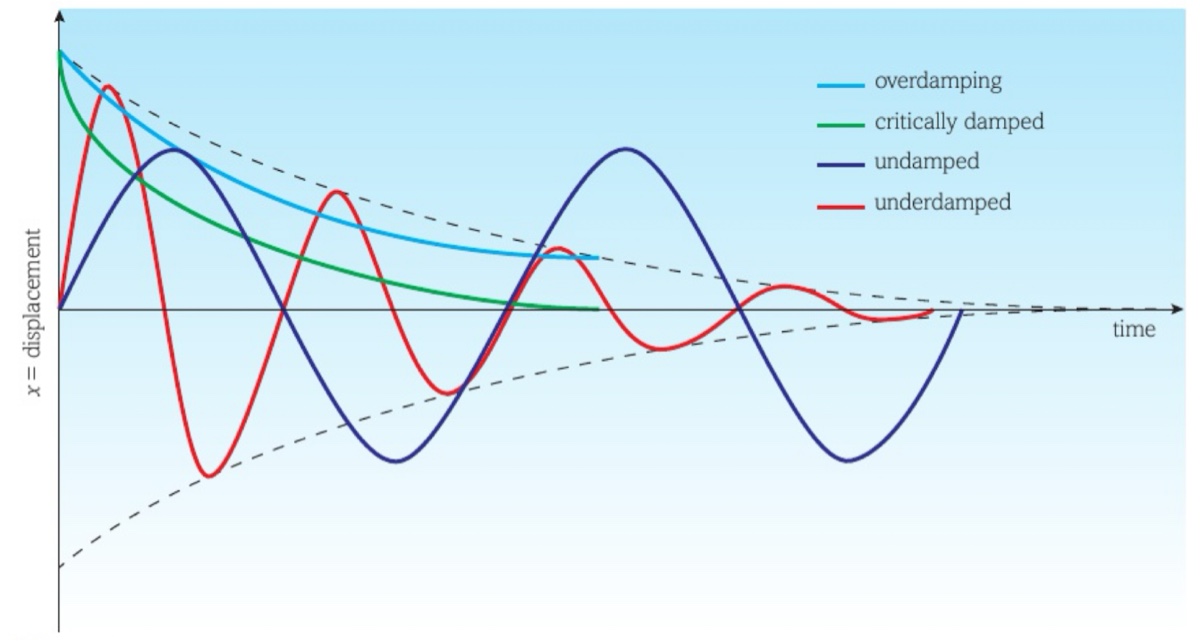 overdamping
critically damped
undamped
underdamped
x = displacement
time